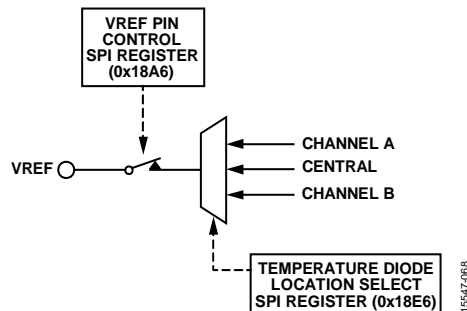 VREF PIN
CONTROL
SPI REGISTER
(0x18A6)
CHANNEL A
VREF
CENTRAL
CHANNEL B
TEMPERATURE DIODE
LOCATION SELECT
SPI REGISTER (0x18E6)
15547-068